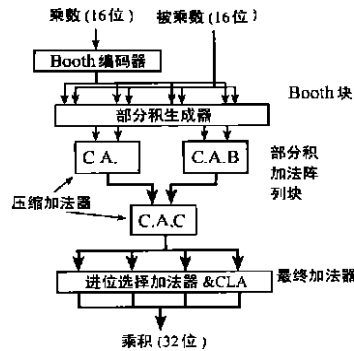 乘数(16位) 被乘数(16位)
Booth编码器
Booth块
部分积生成器
C.A. C.A.B
部分积
加法阵
列块
压缩加法器
C.A.C
进位选择加法器&CLA
最终加法器
乘积(32位)